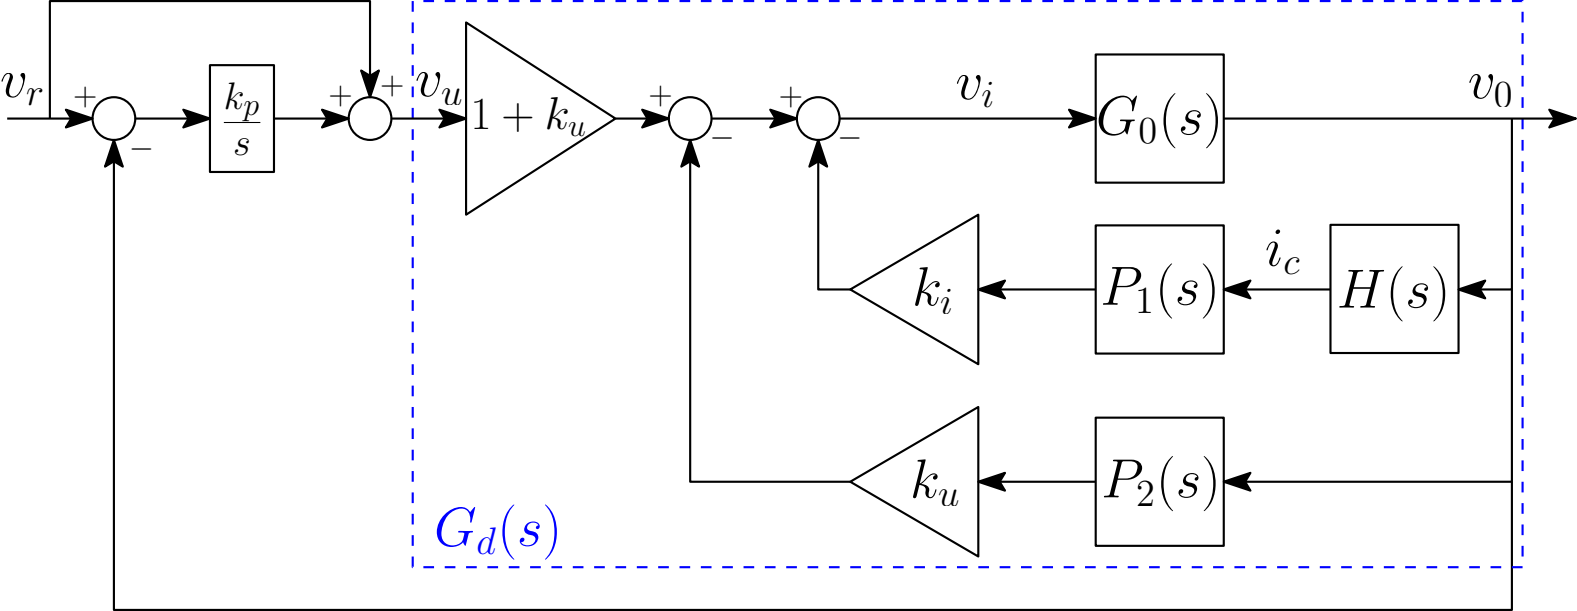 v_r
+
−
k_p
s
+
+
v_u
1 + k_u
+
−
+
−
v_i
G_0(s)
v_0
k_i
P_1(s)
i_c
H(s)
k_u
P_2(s)
G_d(s)